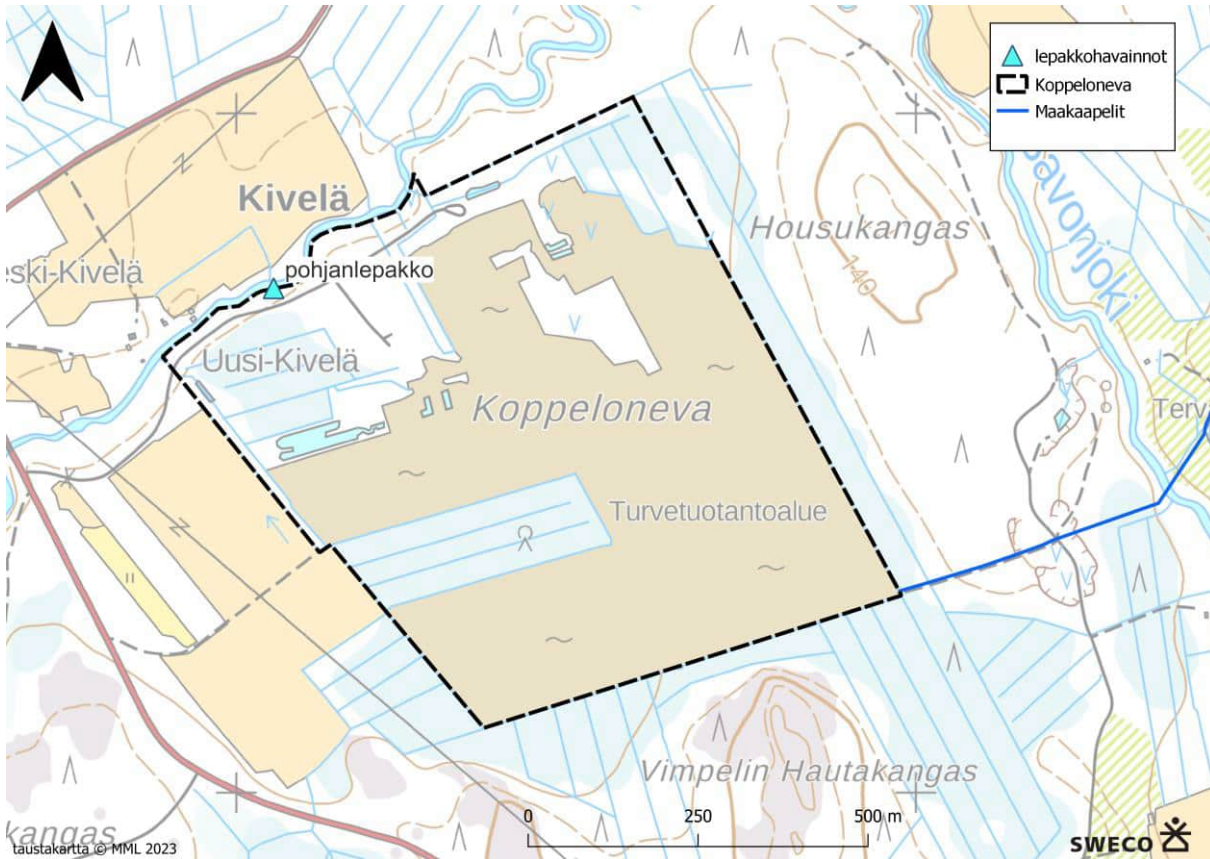 lepakkohavainnot
Koppeloneva
Maakaapelit
Kivelä
eski-Kivelä
pohjanlepakko
Uusi-Kivelä
Housukangas
140
Savonjoki
Koppeloneva
Terv
Turvetuotantoalue
Vimpelin Hautakangas
kangas
0 250 500 m
taustakartta © MML 2023
SWECO